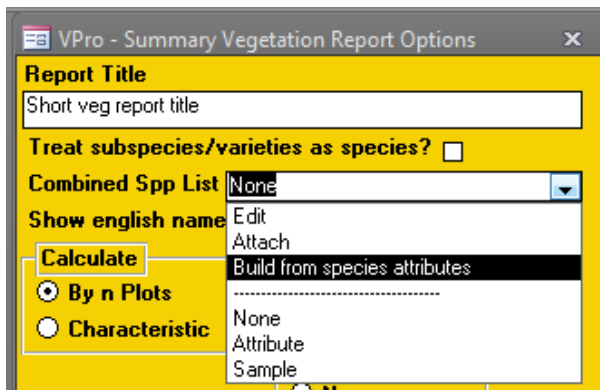 VPro - Summary Vegetation Report Options
Report Title
Short veg report title
Treat subspecies/varieties as species?
Combined Spp List None
Edit
Show english name
Attach
Calculate
Build from species attributes
By n Plots
------------------------------------
None
Characteristic
Attribute
Sample